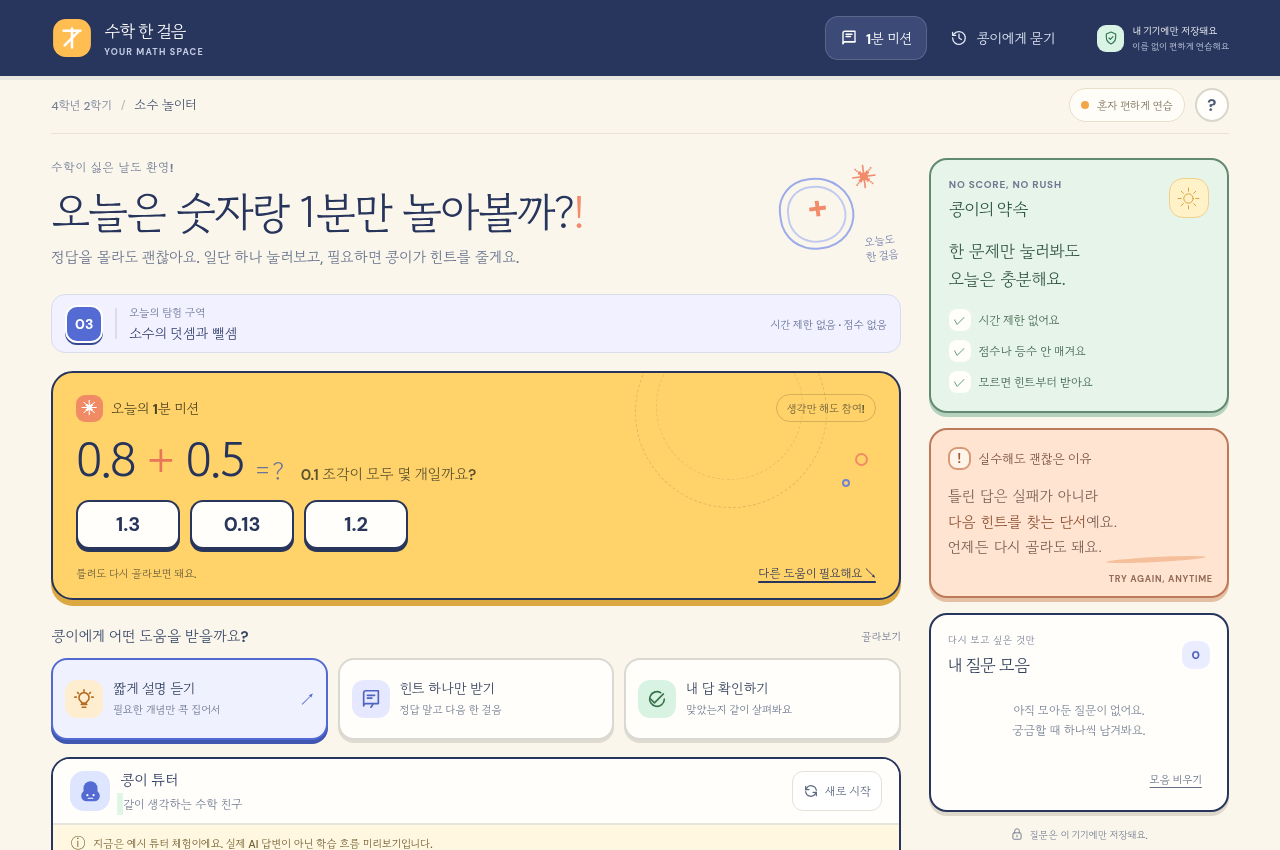 수학 한 걸음
YOUR MATH SPACE
1분 미션
콩이에게 묻기
내 기기에만 저장돼요
이름 없이 편하게 연습해요
4학년 2학기 / 소수 놀이터
혼자 편하게 연습
?
수학이 싫은 날도 환영!
오늘은 숫자랑 1분만 놀아볼까?!
정답을 몰라도 괜찮아요. 일단 하나 눌러보고, 필요하면 콩이가 힌트를 줄게요.
오늘도
한 걸음
03
오늘의 탐험 구역
소수의 덧셈과 뺄셈
시간 제한 없음 · 점수 없음
오늘의 1분 미션
생각만 해도 참여!
0.8 + 0.5 = ? 0.1 조각이 모두 몇 개일까요?
1.3
0.13
1.2
틀려도 다시 골라보면 돼요.
다른 도움이 필요해요 ↘
콩이에게 어떤 도움을 받을까요?
골라보기
짧게 설명 듣기
필요한 개념만 콕 집어서
↗
힌트 하나만 받기
정답 말고 다음 한 걸음
내 답 확인하기
맞았는지 같이 살펴봐요
콩이 튜터
같이 생각하는 수학 친구
새로 시작
지금은 예시 튜터 체험이에요. 실제 AI 답변이 아닌 학습 흐름 미리보기입니다.
NO SCORE, NO RUSH
콩이의 약속
한 문제만 눌러봐도
오늘은 충분해요.
✓ 시간 제한 없어요
✓ 점수나 등수 안 매겨요
✓ 모르면 힌트부터 받아요
! 실수해도 괜찮은 이유
틀린 답은 실패가 아니라
다음 힌트를 찾는 단서예요.
언제든 다시 골라도 돼요.
TRY AGAIN, ANYTIME
다시 보고 싶은 것만
내 질문 모음
0
아직 모아둔 질문이 없어요.
궁금할 때 하나씩 남겨봐요.
모음 비우기
질문은 이 기기에만 저장돼요.